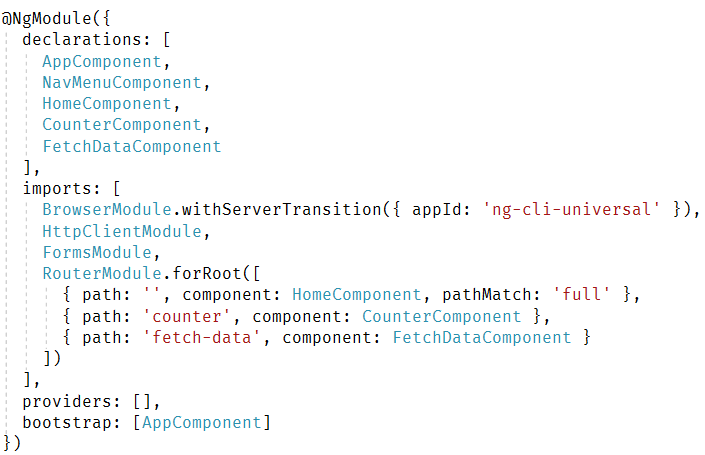 @NgModule({
  declarations: [
    AppComponent,
    NavMenuComponent,
    HomeComponent,
    CounterComponent,
    FetchDataComponent
  ],
  imports: [
    BrowserModule.withServerTransition({ appId: 'ng-cli-universal' }),
    HttpClientModule,
    FormsModule,
    RouterModule.forRoot([
      { path: '', component: HomeComponent, pathMatch: 'full' },
      { path: 'counter', component: CounterComponent },
      { path: 'fetch-data', component: FetchDataComponent }
    ])
  ],
  providers: [],
  bootstrap: [AppComponent]
})